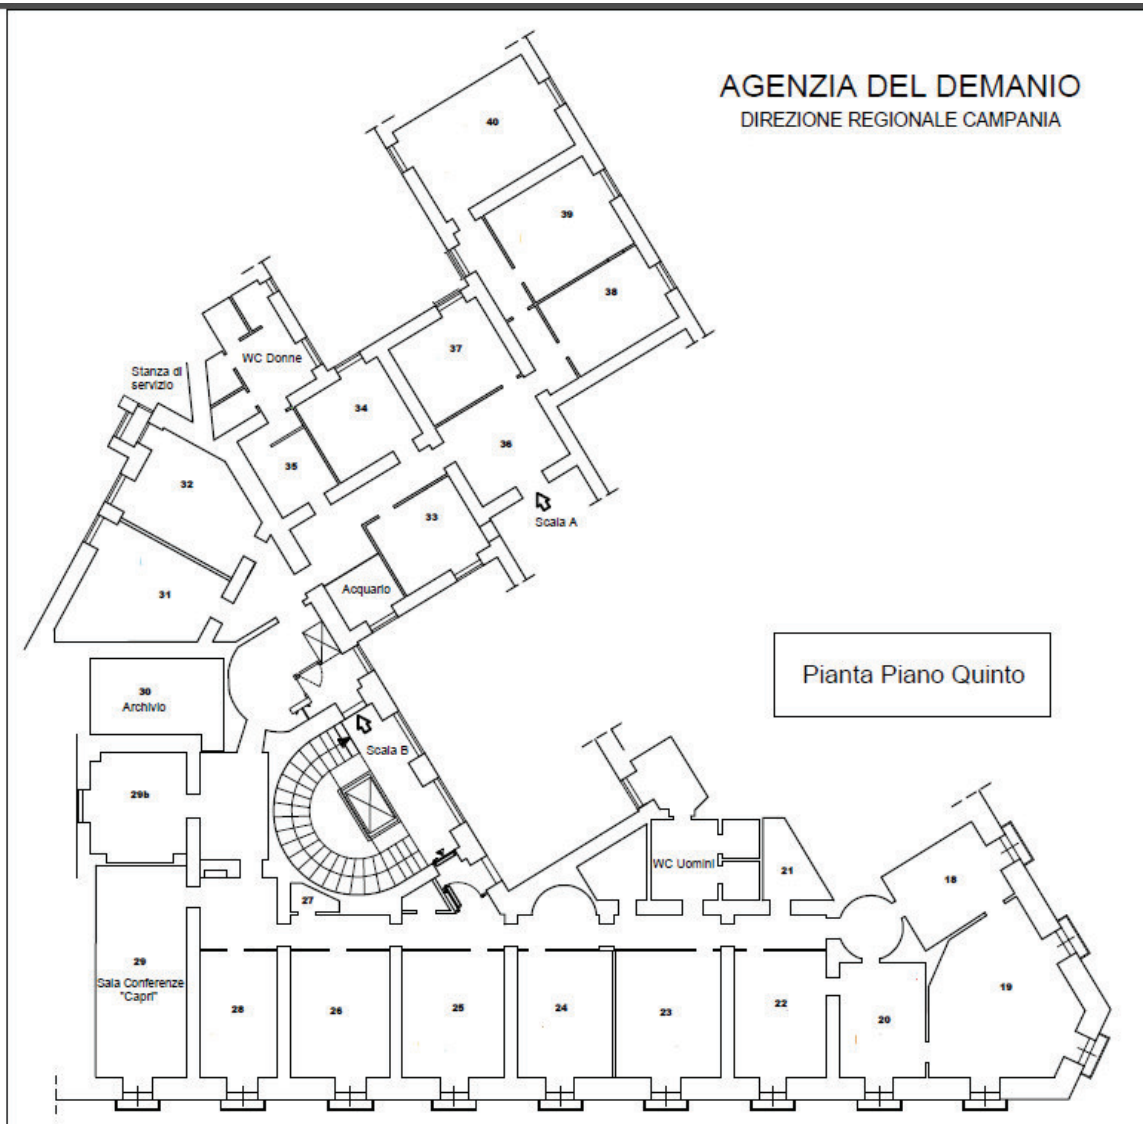 AGENZIA DEL DEMANIO
DIREZIONE REGIONALE CAMPANIA
40
39
38
37
WC Donne
Stanza di
servizio
34
36
35
32
33
Scala A
31
Acquario
Pianta Piano Quinto
30
Archivio
Scala B
29b
WC Uomini
21
18
27
29
Sala Conferenze
"Capri"
28
26
25
24
23
22
20
19